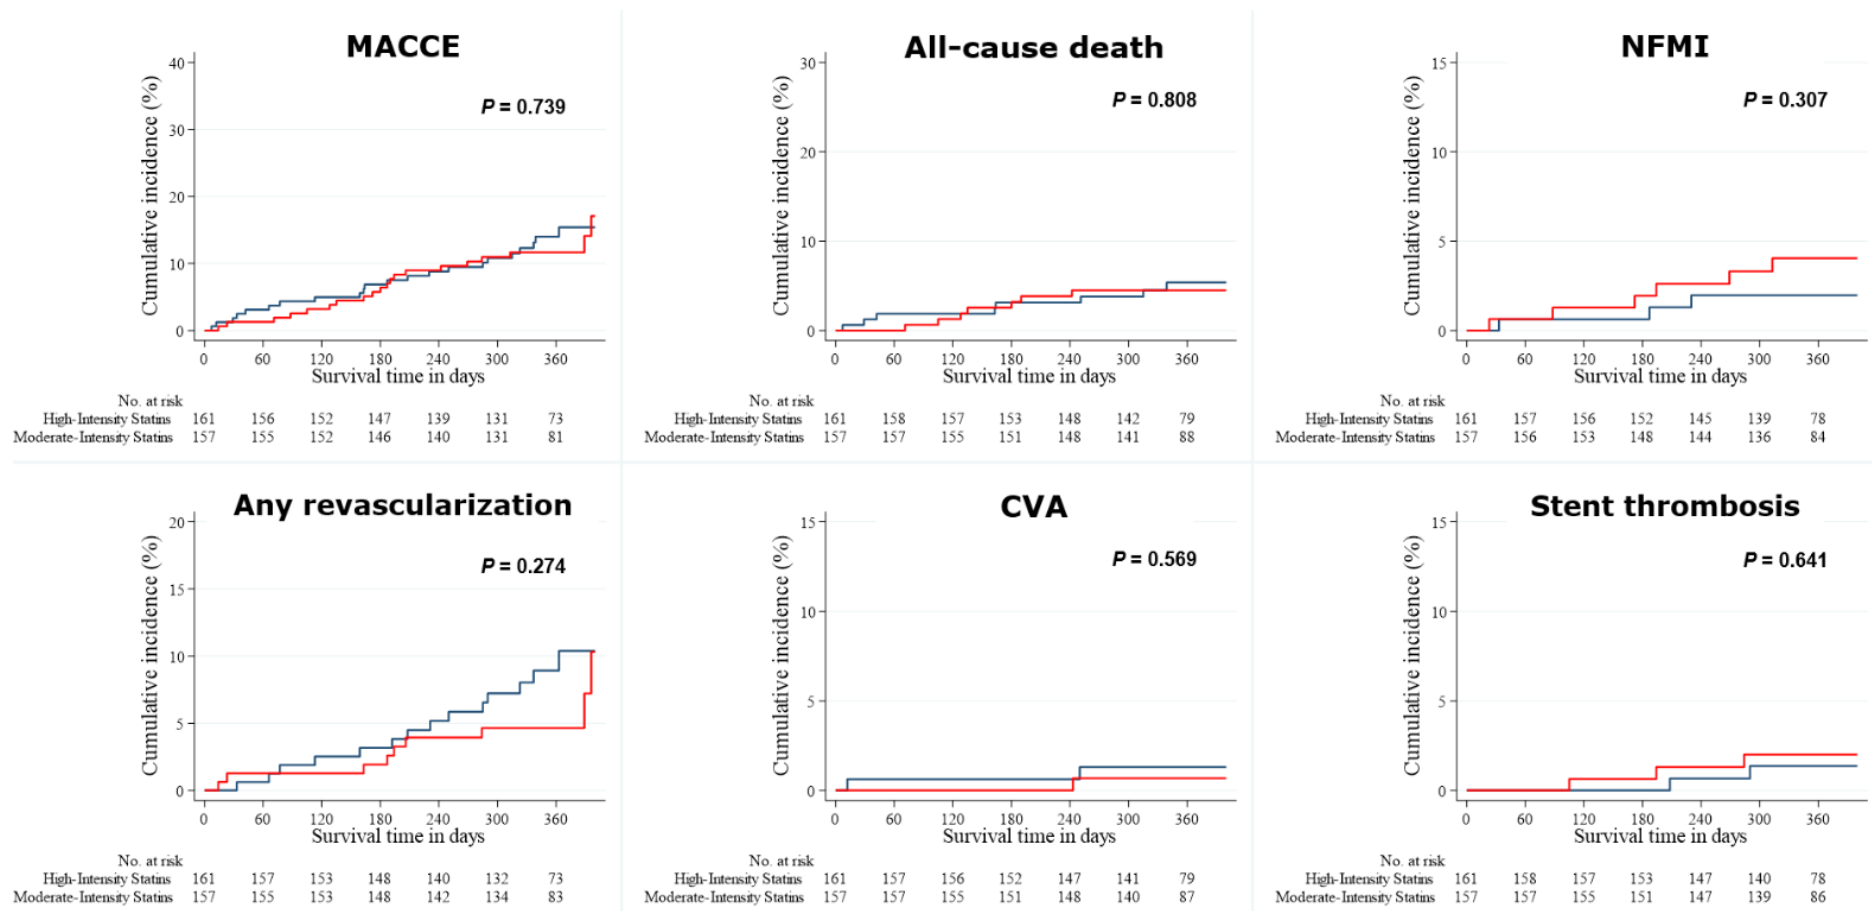 MACCE
Cumulative incidence (%)
40
30
20
10
0
P = 0.739
0 60 120 180 240 300 360
Survival time in days
No. at risk
High-Intensity Statins 161 156 152 147 139 131 73
Moderate-Intensity Statins 157 155 152 146 140 131 81
All-cause death
Cumulative incidence (%)
30
20
10
0
P = 0.808
0 60 120 180 240 300 360
Survival time in days
No. at risk
High-Intensity Statins 161 158 157 153 148 142 79
Moderate-Intensity Statins 157 157 155 151 148 141 88
NFMI
Cumulative incidence (%)
15
10
5
0
P = 0.307
0 60 120 180 240 300 360
Survival time in days
No. at risk
High-Intensity Statins 161 157 156 152 145 139 78
Moderate-Intensity Statins 157 156 153 148 144 136 84
Any revascularization
Cumulative incidence (%)
20
15
10
5
0
P = 0.274
0 60 120 180 240 300 360
Survival time in days
No. at risk
High-Intensity Statins 161 157 153 148 140 132 73
Moderate-Intensity Statins 157 155 153 148 142 134 83
CVA
Cumulative incidence (%)
15
10
5
0
P = 0.569
0 60 120 180 240 300 360
Survival time in days
No. at risk
High-Intensity Statins 161 157 156 152 147 141 79
Moderate-Intensity Statins 157 157 155 151 148 140 87
Stent thrombosis
Cumulative incidence (%)
15
10
5
0
P = 0.641
0 60 120 180 240 300 360
Survival time in days
No. at risk
High-Intensity Statins 161 158 157 153 147 140 78
Moderate-Intensity Statins 157 157 155 151 147 139 86